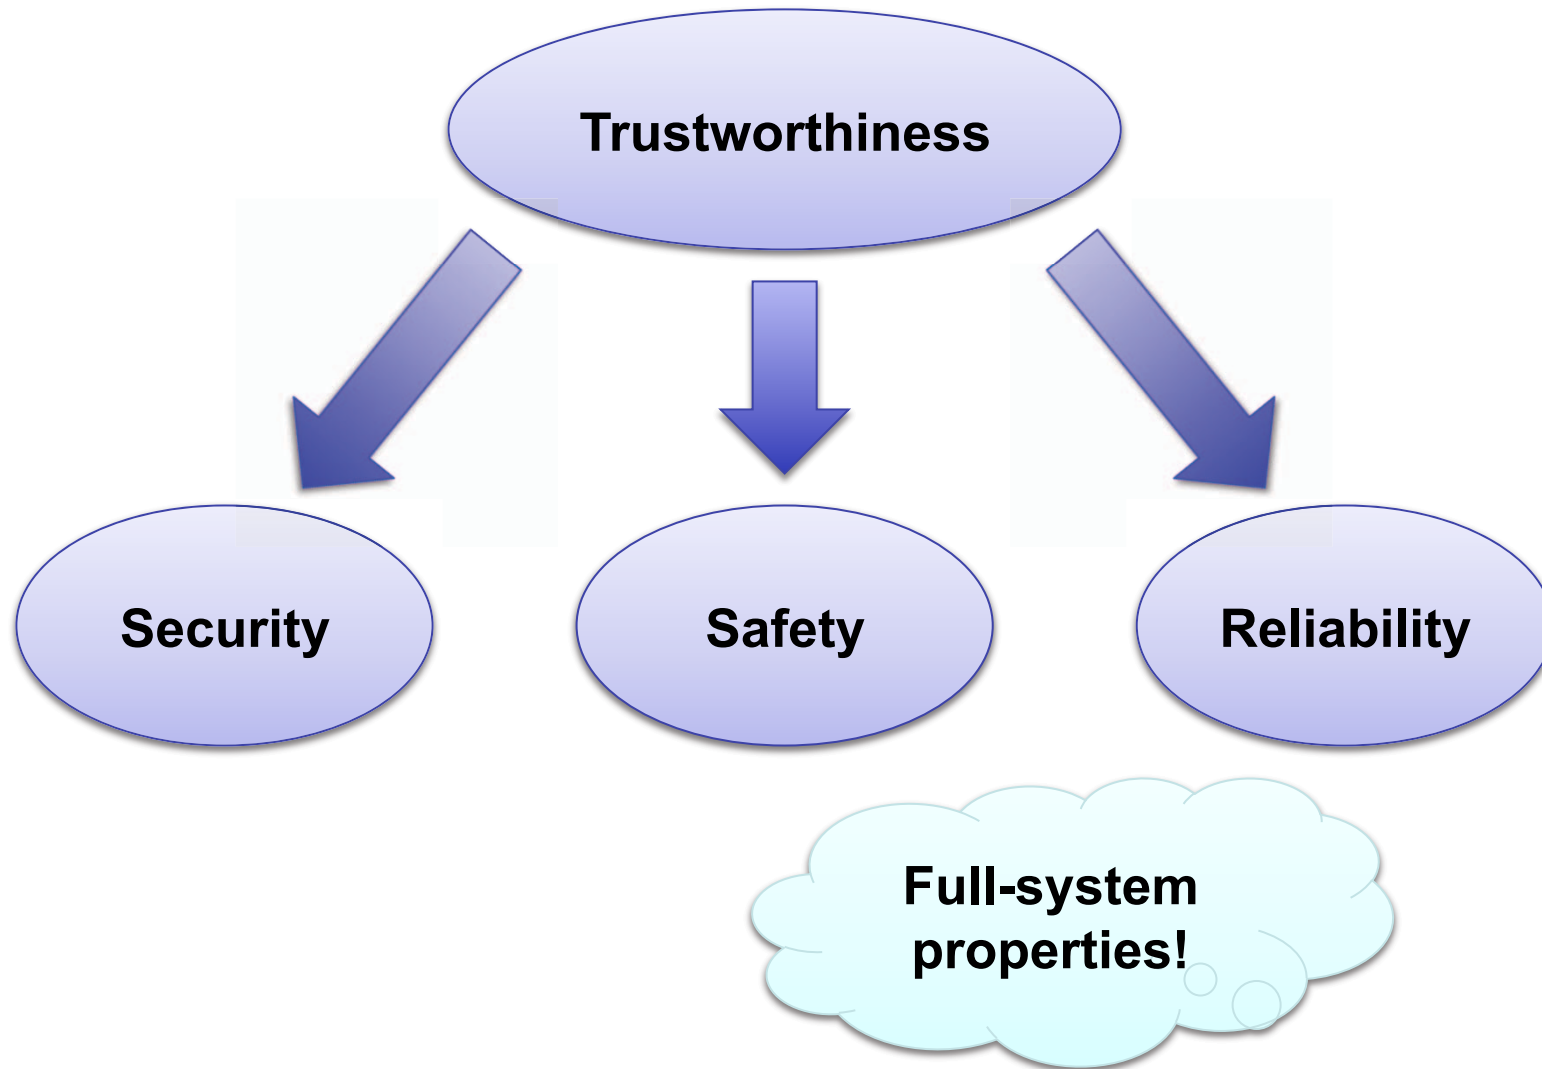 Trustworthiness
Security
Safety
Reliability
Full-system
properties!